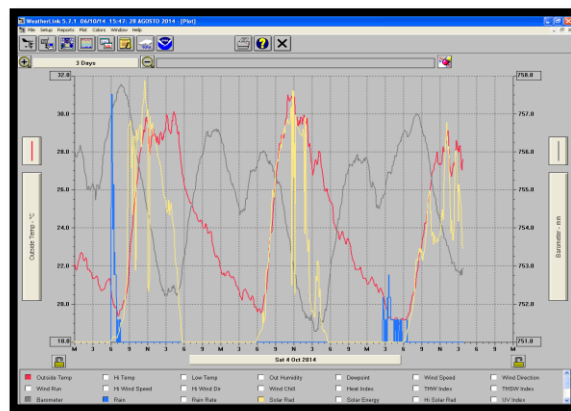 WeatherLink 5.7.1 06/10/14 15:47: 20 AGOSTO 2014 - [Plot]
File Setup Reports Plot Colors Window Help
3 Days
32.0 758.0
30.0 757.0
28.0 756.0
26.0 755.0
24.0 754.0
22.0 753.0
20.0 752.0
18.0 751.0
Outside Temp - °C
Barometer - mm
M 3 6 9 N 3 6 9 M 3 6 9 N 3 6 9 M 3 6 9 N 3 6 9 M
Sat 4 Oct 2014
Outside Temp Hi Temp Low Temp Out Humidity Dewpoint Wind Speed Wind Direction
Wind Run Hi Wind Speed Hi Wind Dir Wind Chill Heat Index THW Index THSW Index
Barometer Rain Rain Rate Solar Rad Solar Energy Hi Solar Rad UV Index